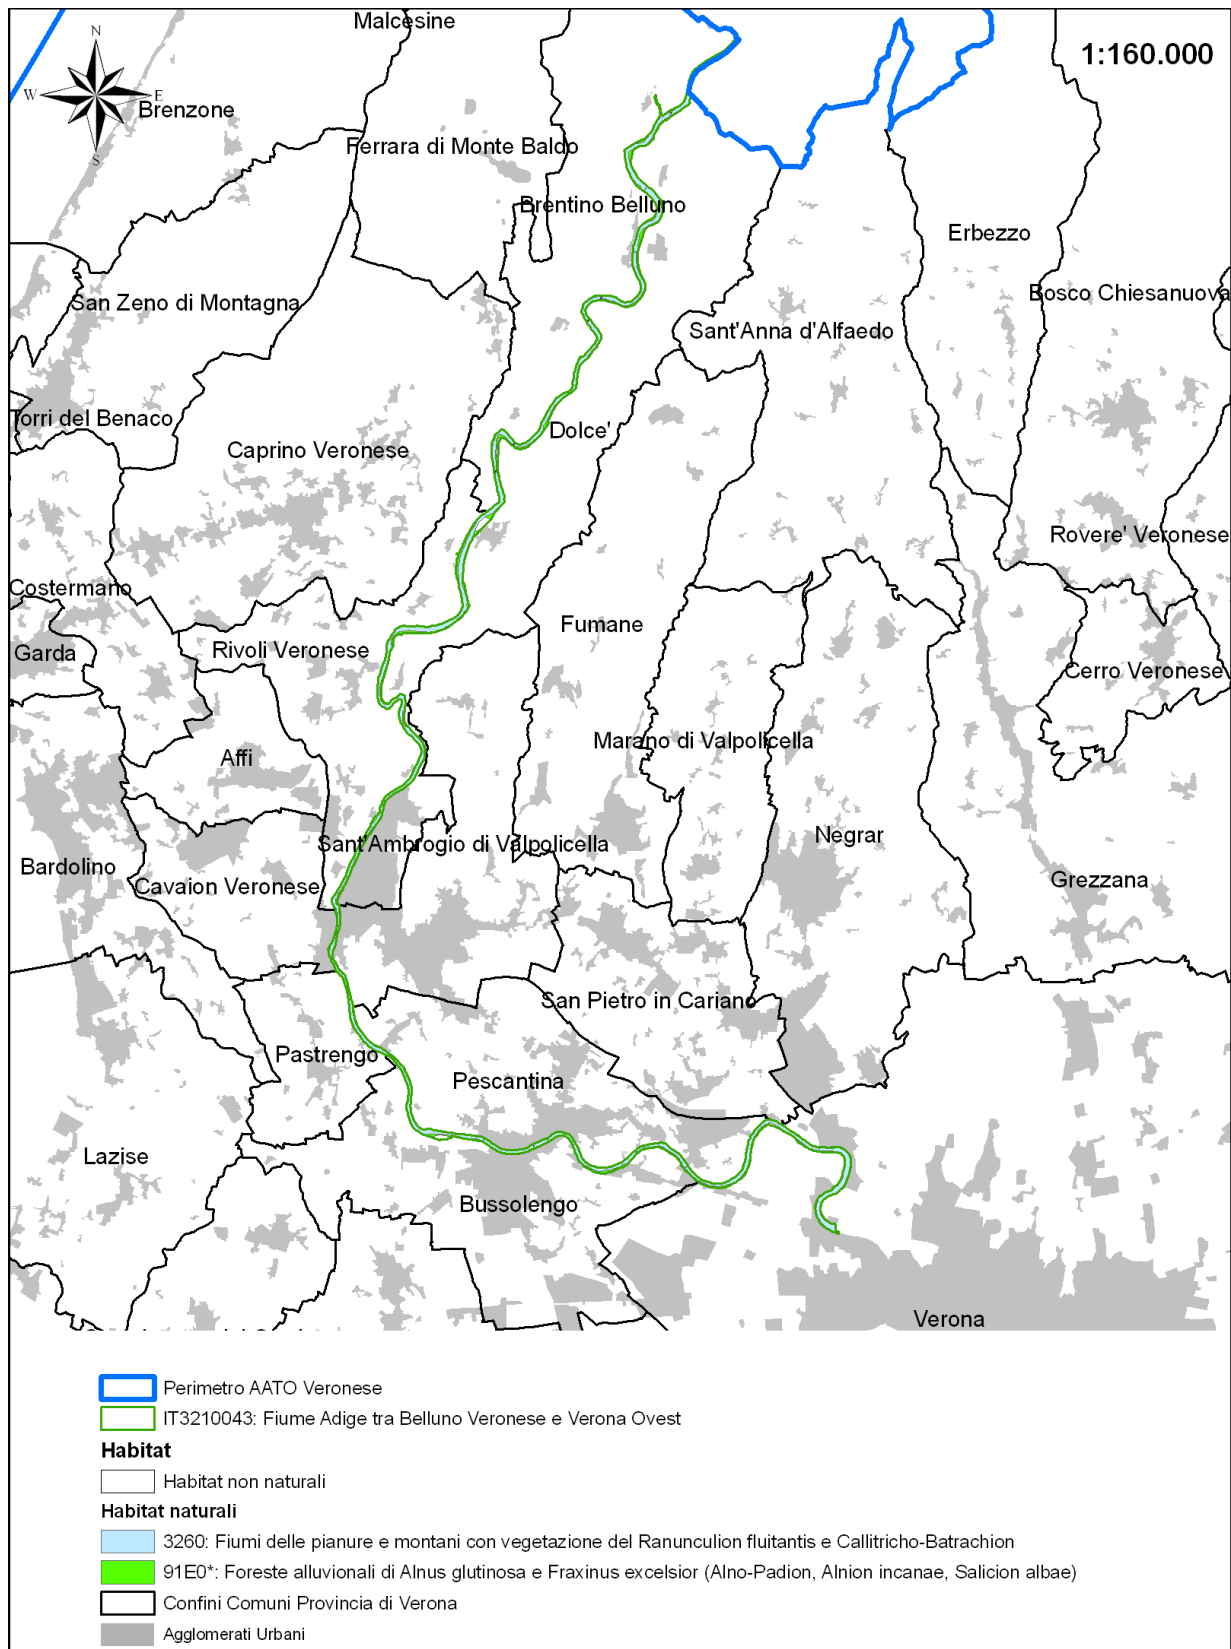 Malcesine
1:160.000
N
W
E
S
Brenzone
Ferrara di Monte Baldo
Brentino Belluno
Erbezzo
San Zeno di Montagna
Bosco Chiesanuova
Sant'Anna d'Alfaedo
Torri del Benaco
Dolce'
Caprino Veronese
Rovere' Veronese
Costermano
Fumane
Garda
Rivoli Veronese
Cerro Veronese
Marano di Valpolicella
Affi
Negrar
Sant'Ambrogio di Valpolicella
Bardolino
Cavaion Veronese
Grezzana
San Pietro in Cariano
Pastrengo
Pescantina
Lazise
Bussolengo
Verona
Perimetro AATO Veronese
IT3210043: Fiume Adige tra Belluno Veronese e Verona Ovest
Habitat
Habitat non naturali
Habitat naturali
3260: Fiumi delle pianure e montani con vegetazione del Ranunculion fluitantis e Callitricho-Batrachion
91E0*: Foreste alluvionali di Alnus glutinosa e Fraxinus excelsior (Alno-Padion, Alnion incanae, Salicion albae)
Confini Comuni Provincia di Verona
Agglomerati Urbani